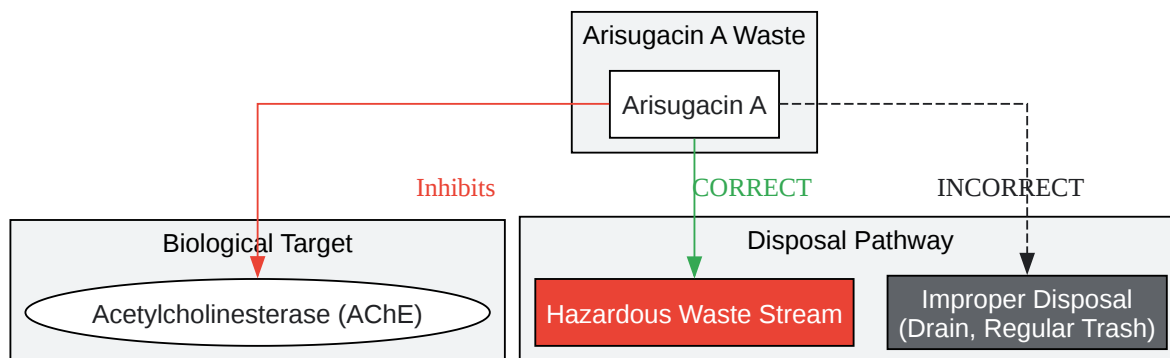 Arisugacin A Waste
Arisugacin A
Inhibits
CORRECT
INCORRECT
Biological Target
Disposal Pathway
Acetylcholinesterase (AChE)
Hazardous Waste Stream
Improper Disposal
(Drain, Regular Trash)